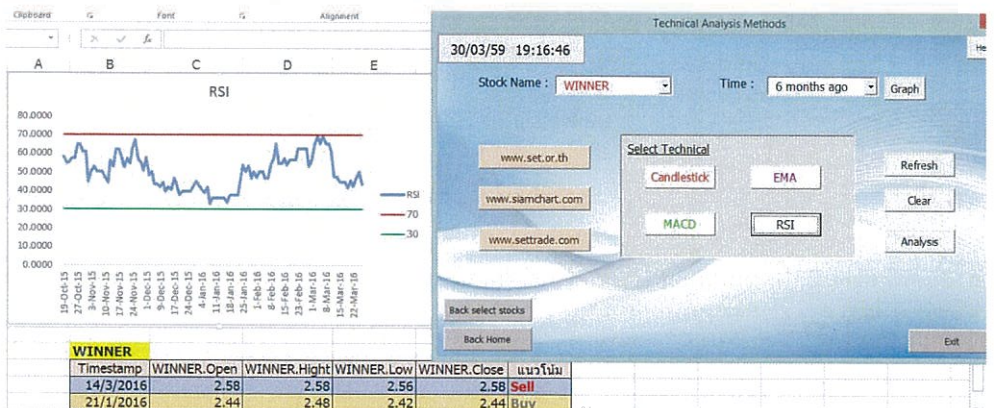 Clipboard Font Alignment
fx
A B C D E
RSI
80.0000
70.0000
60.0000
50.0000
40.0000
30.0000
20.0000
10.0000
0.0000
19-Oct-15
27-Oct-15
3-Nov-15
10-Nov-15
17-Nov-15
24-Nov-15
1-Dec-15
9-Dec-15
17-Dec-15
24-Dec-15
4-Jan-16
11-Jan-16
18-Jan-16
25-Jan-16
1-Feb-16
8-Feb-16
15-Feb-16
23-Feb-16
1-Mar-16
8-Mar-16
15-Mar-16
22-Mar-16
RSI
70
30
Technical Analysis Methods
30/03/59 19:16:46
He
Stock Name : WINNER Time : 6 months ago Graph
www.set.or.th
www.siamchart.com
www.settrade.com
Select Technical
Candlestick EMA
MACD RSI
Refresh
Clear
Analysis
Back select stocks
Back Home
Exit
WINNER
Timestamp WINNER.Open WINNER.Hight WINNER.Low WINNER.Close แนวโน้ม
14/3/2016 2.58 2.58 2.56 2.58 Sell
21/1/2016 2.44 2.48 2.42 2.44 Buy